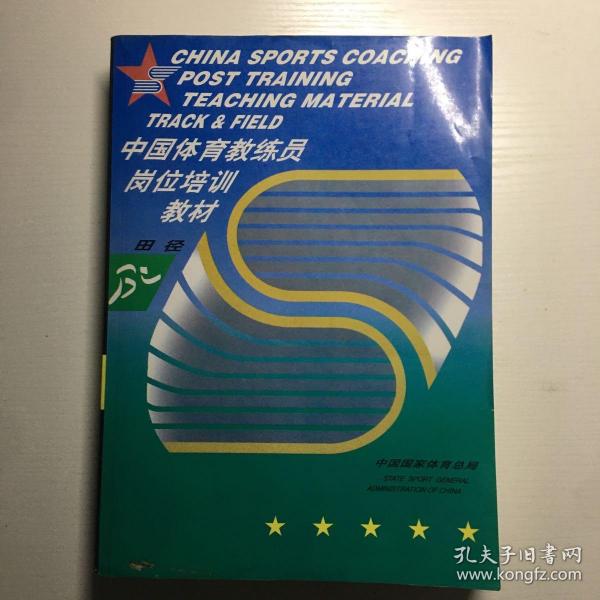 CHINA SPORTS COACHING
POST TRAINING
TEACHING MATERIAL
TRACK & FIELD
中国体育教练员
岗位培训
教材
田 径
中国国家体育总局
STATE SPORT GENERAL
ADMINISTRATION OF CHINA
孔夫子旧書网
www.kongfz.com